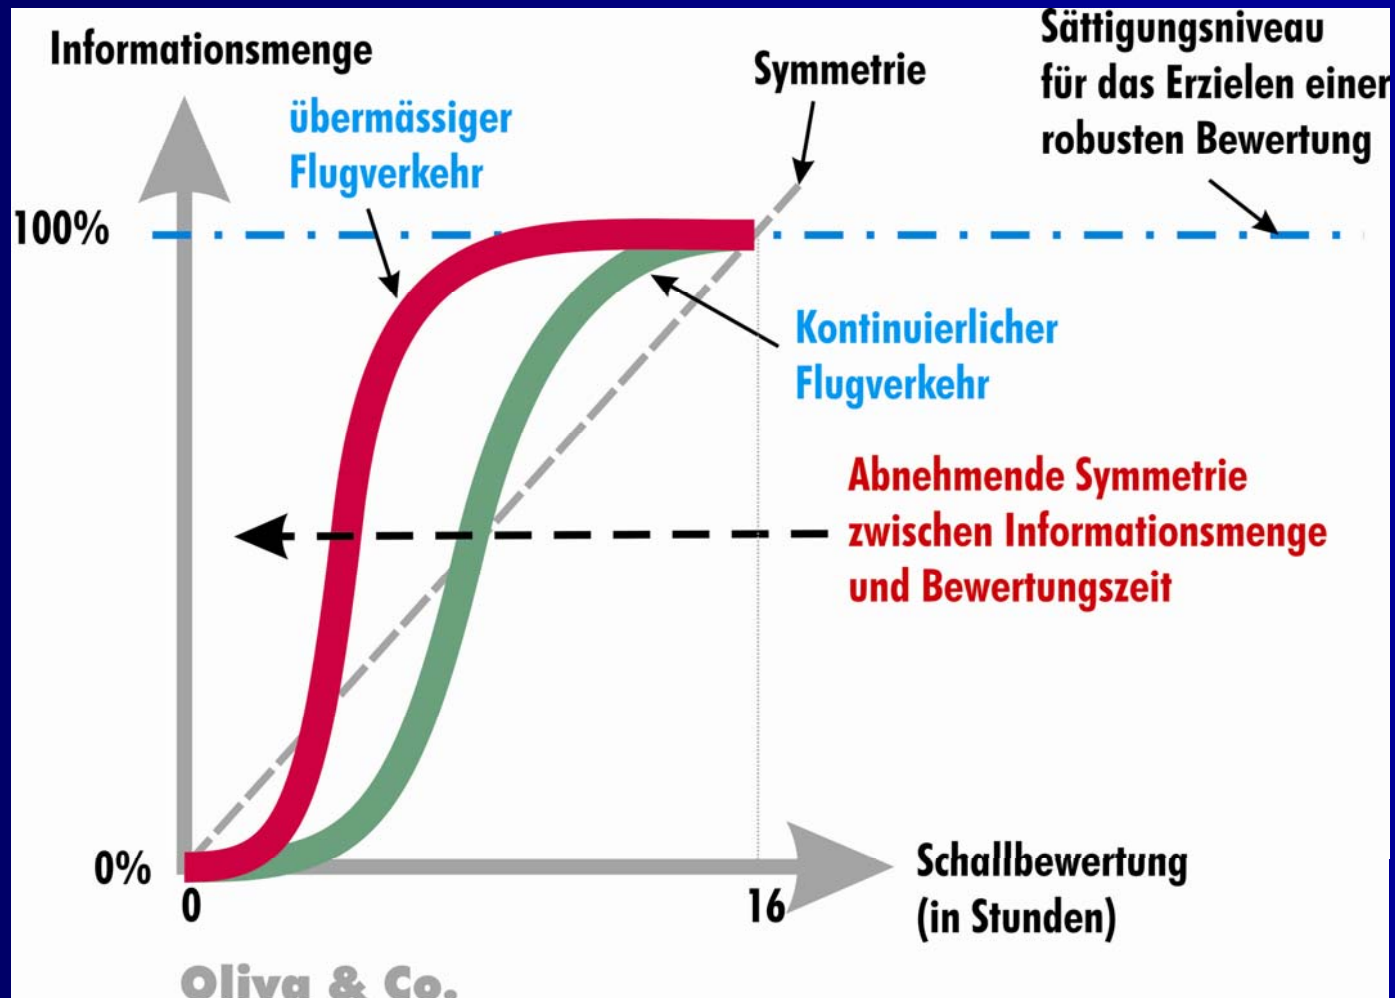 Informationsmenge
übermässiger
Flugverkehr
Symmetrie
Sättigungsniveau
für das Erzielen einer
robusten Bewertung
100%
Kontinuierlicher
Flugverkehr
Abnehmende Symmetrie
zwischen Informationsmenge
und Bewertungszeit
0%
0
16
Schallbewertung
(in Stunden)
Oliva & Co.